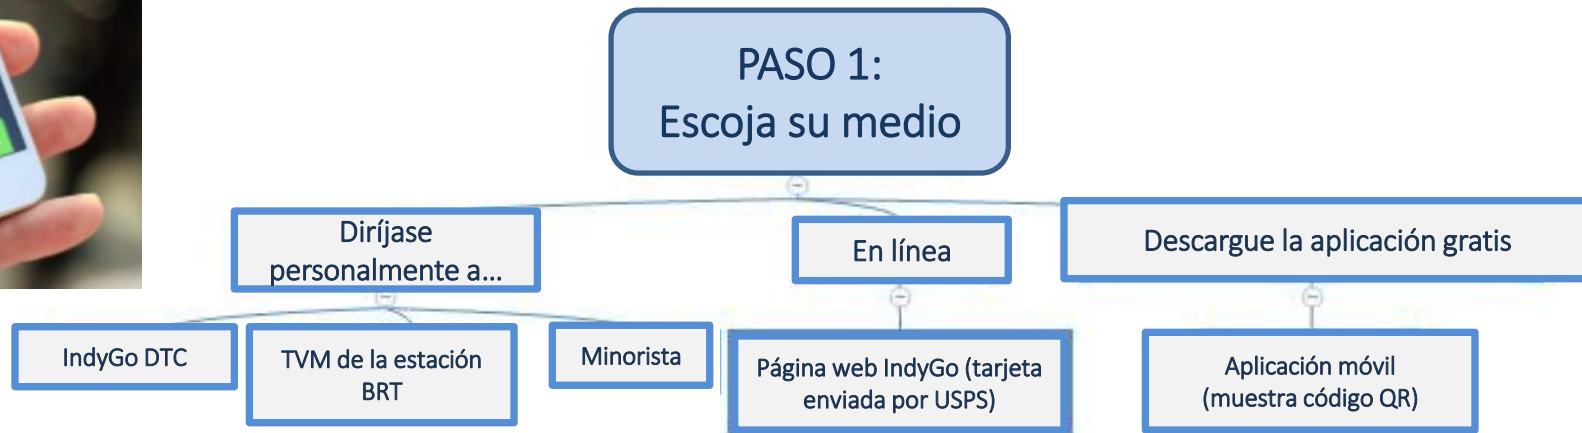 PASO 1:
Escoja su medio
Diríjase
personalmente a...
En línea
Descargue la aplicación gratis
IndyGo DTC
TVM de la estación
BRT
Minorista
Página web IndyGo (tarjeta
enviada por USPS)
Aplicación móvil
(muestra código QR)